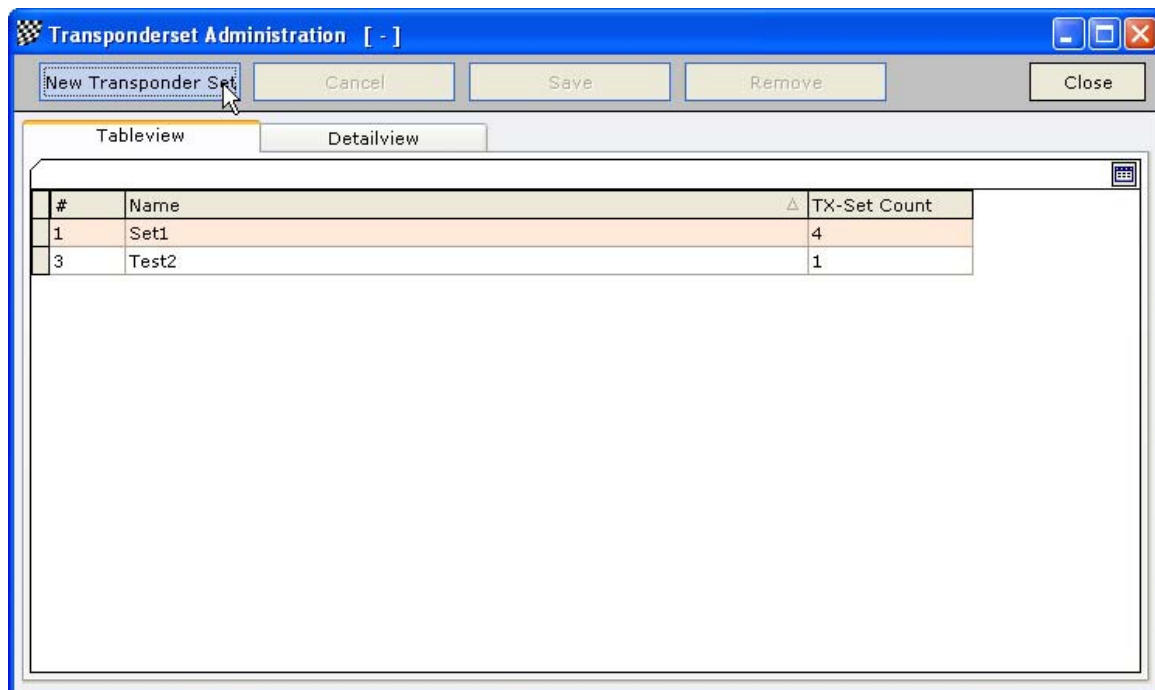 Transponderset Administration [ - ]
New Transponder Set Cancel Save Remove Close
Tableview Detailview
# Name TX-Set Count
1 Set1 4
3 Test2 1